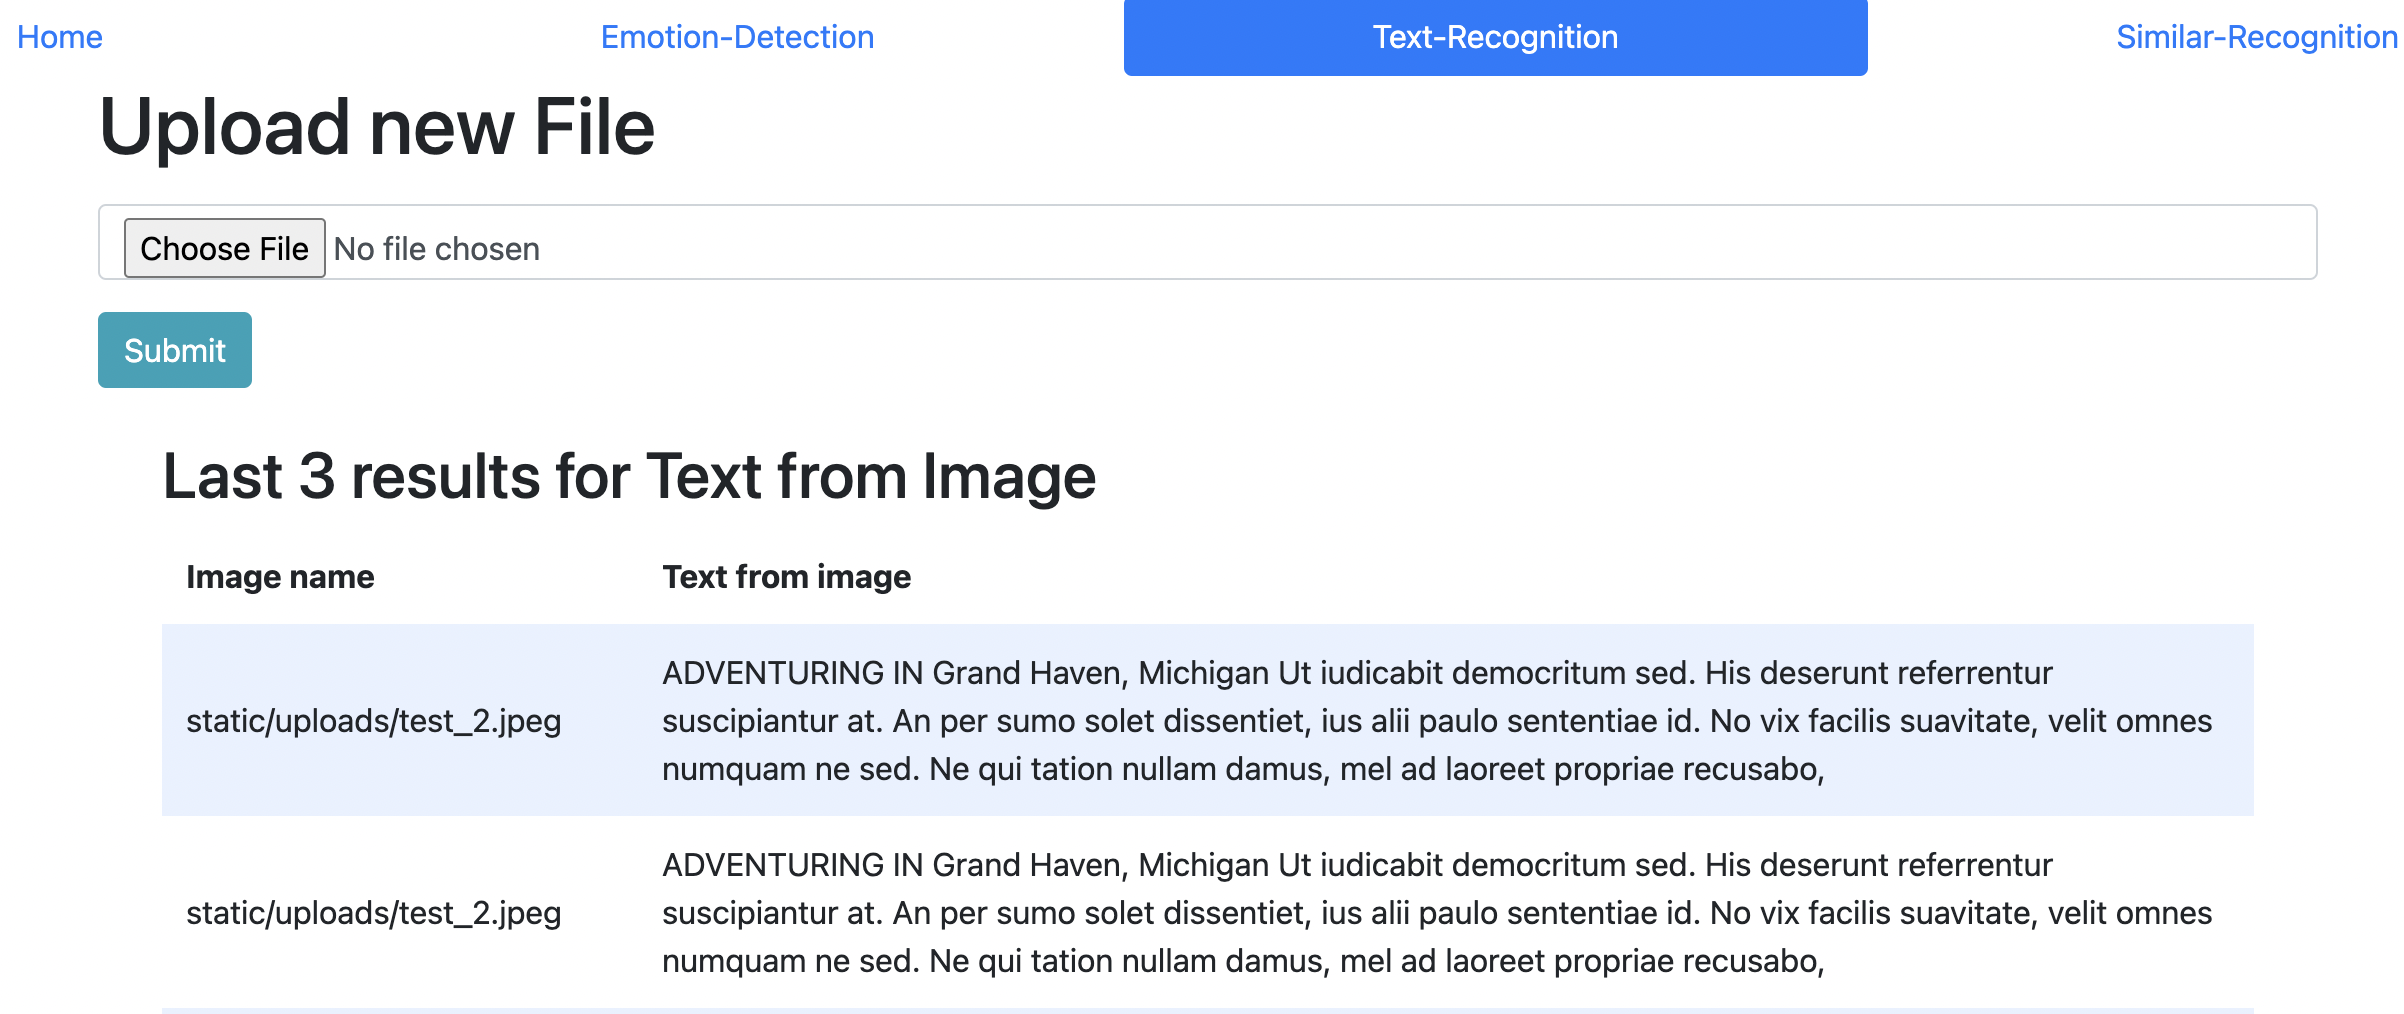 Home Emotion-Detection Text-Recognition Similar-Recognition
Upload new File
Choose File No file chosen
Submit
Last 3 results for Text from Image
Image name Text from image
static/uploads/test_2.jpeg
ADVENTURING IN Grand Haven, Michigan Ut iudicabit democritum sed. His deserunt referrentur
suscipiantur at. An per sumo solet dissentiet, ius alii paulo sententiae id. No vix facilis suavitate, velit omnes
numquam ne sed. Ne qui tation nullam damus, mel ad laoreet propriae recusabo,
static/uploads/test_2.jpeg
ADVENTURING IN Grand Haven, Michigan Ut iudicabit democritum sed. His deserunt referrentur
suscipiantur at. An per sumo solet dissentiet, ius alii paulo sententiae id. No vix facilis suavitate, velit omnes
numquam ne sed. Ne qui tation nullam damus, mel ad laoreet propriae recusabo,